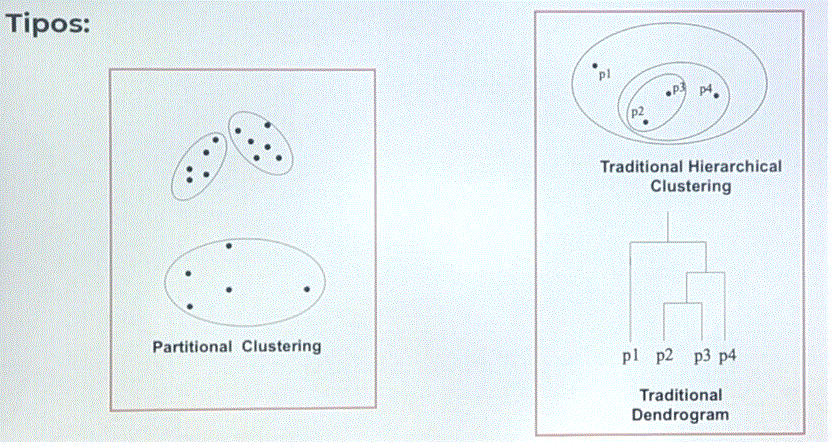 Tipos:
Partitional Clustering
p1
p3
p4
p2
Traditional Hierarchical
Clustering
p1 p2 p3 p4
Traditional
Dendrogram